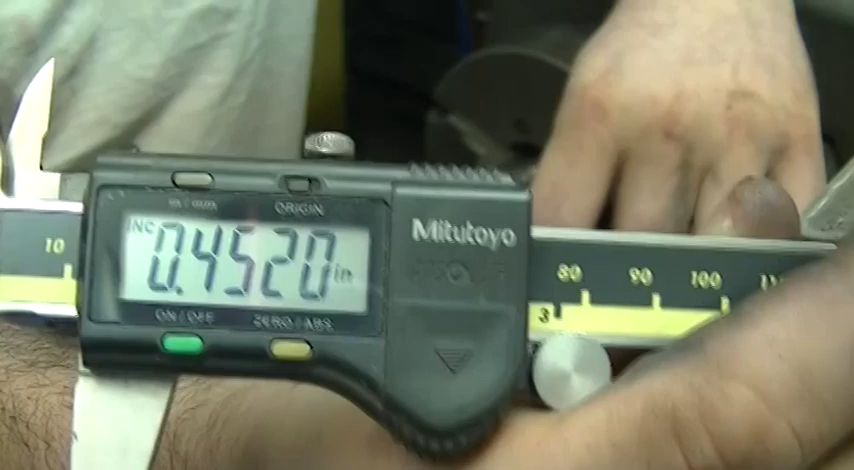 ORIGIN
INC 0.4520 in
Mitutoyo
ON/OFF ZERO/ABS
10
80 90 100
3